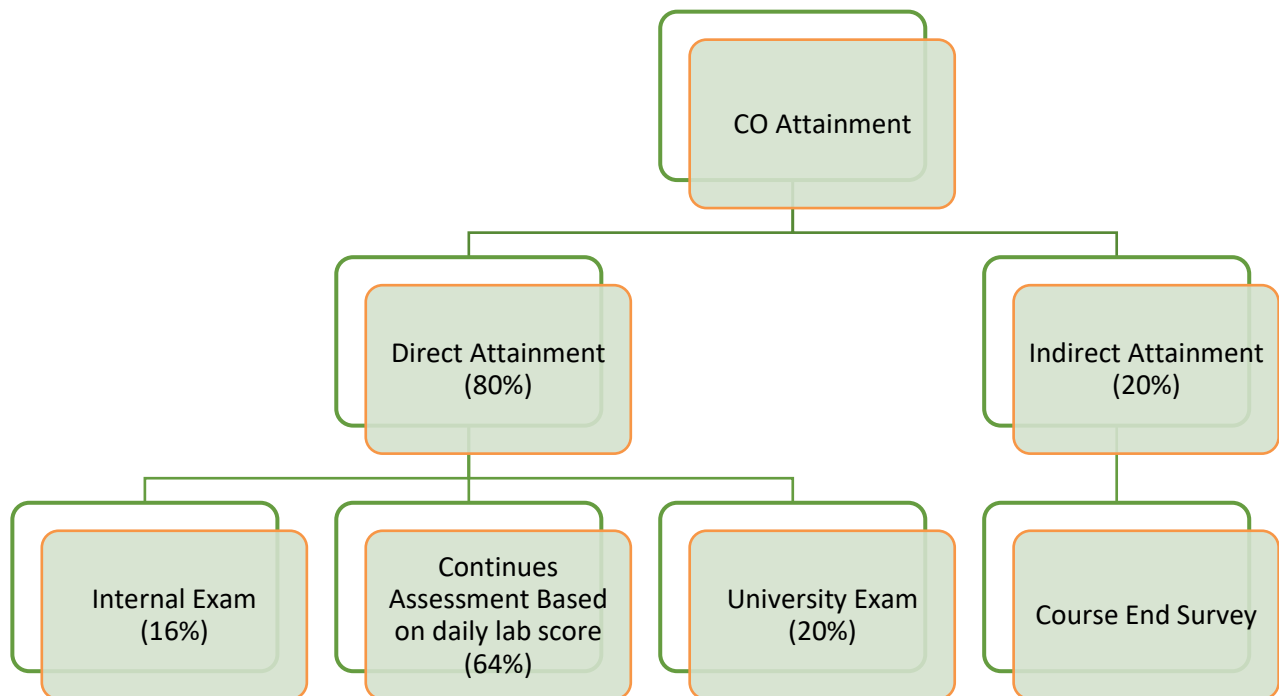 CO Attainment
Direct Attainment
(80%)
Indirect Attainment
(20%)
Internal Exam
(16%)
Continues
Assessment Based
on daily lab score
(64%)
University Exam
(20%)
Course End Survey